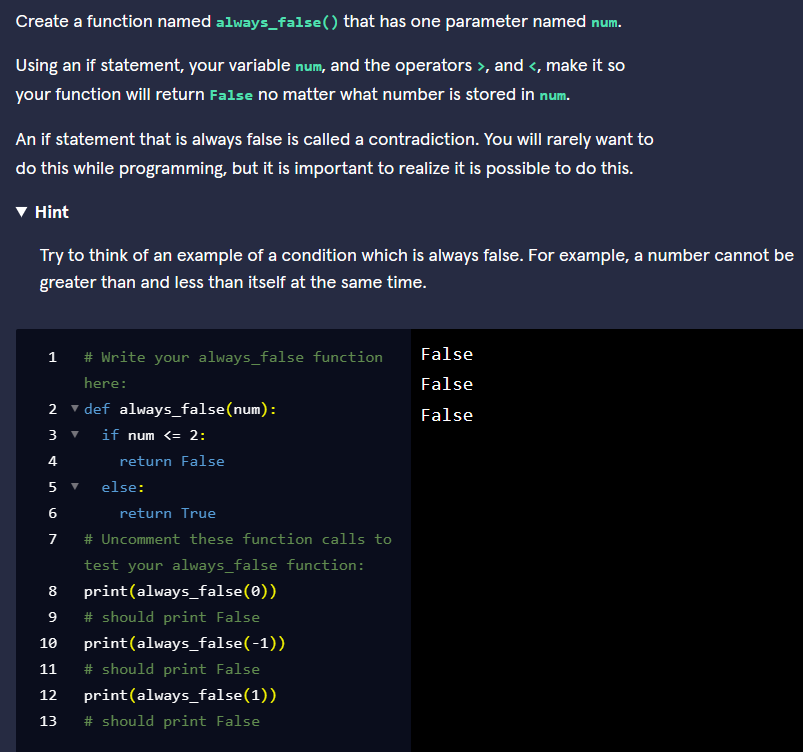 Create a function named always_false() that has one parameter named num.
Using an if statement, your variable num, and the operators >, and <, make it so
your function will return False no matter what number is stored in num.
An if statement that is always false is called a contradiction. You will rarely want to
do this while programming, but it is important to realize it is possible to do this.
▼ Hint
Try to think of an example of a condition which is always false. For example, a number cannot be
greater than and less than itself at the same time.
1 # Write your always_false function
here:
2 ▼ def always_false(num):
3 ▼ if num <= 2:
4 return False
5 ▼ else:
6 return True
7 # Uncomment these function calls to
test your always_false function:
8 print(always_false(0))
9 # should print False
10 print(always_false(-1))
11 # should print False
12 print(always_false(1))
13 # should print False
False
False
False